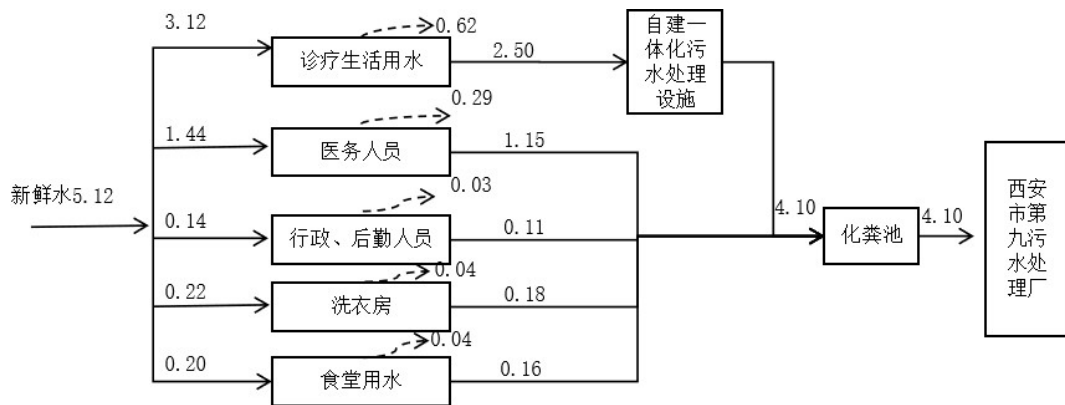 3.12
0.62
诊疗生活用水
2.50
自建一
体化污
水处理
设施
0.29
1.44
医务人员
1.15
新鲜水5.12
0.03
0.14
行政、后勤人员
0.11
4.10
化粪池
4.10
西安
市第
九污
水处
理厂
0.04
0.22
洗衣房
0.18
0.04
0.20
食堂用水
0.16